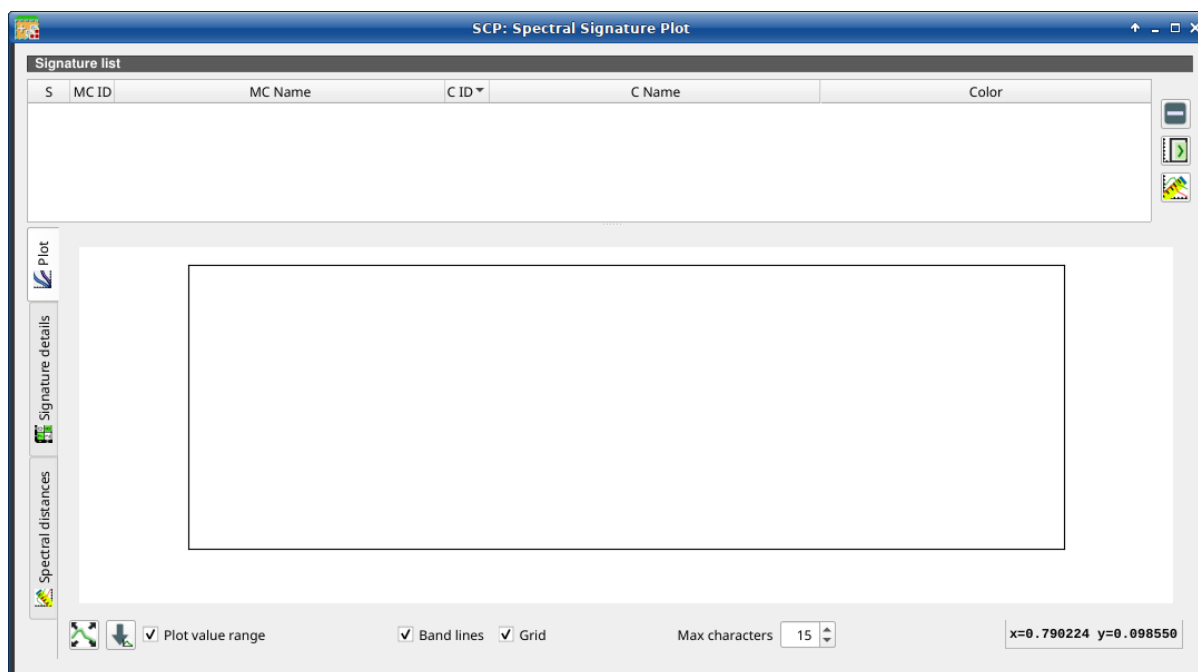 SCP: Spectral Signature Plot
Signature list
S MC ID MC Name C ID C Name Color
Plot
Signature details
Spectral distances
Plot value range Band lines Grid Max characters 15 x=0.790224 y=0.098550